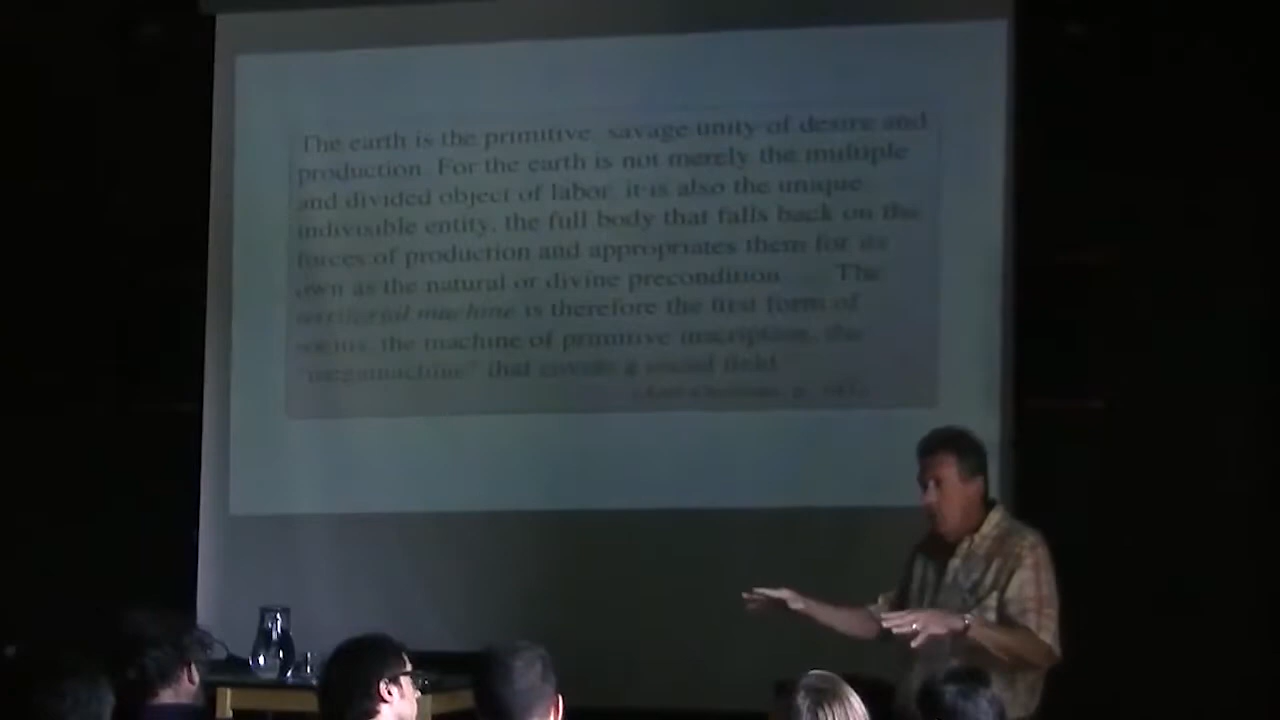 The earth is the primitive, savage unity of desire and
production. For the earth is not merely the multiple
and divided object of labor, it is also the unique,
indivisible entity, the full body that falls back on the
forces of production and appropriates them for its
own as the natural or divine precondition. ... The
territorial machine is therefore the first form of
socius, the machine of primitive inscription, the
"megamachine" that covers a social field.